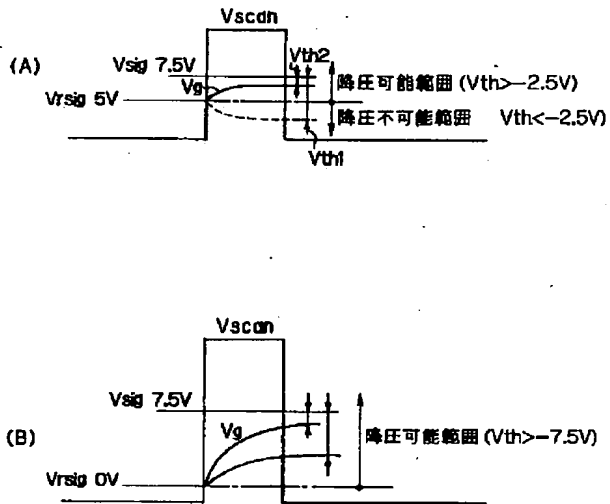 (A)
Vscan
Vsig 7.5V
Vth2
Vg
降圧可能範囲 (Vth>-2.5V)
Vrsig 5V
降圧不可能範囲 Vth<-2.5V)
Vth1
(B)
Vscan
Vsig 7.5V
Vg
降圧可能範囲 (Vth>-7.5V)
Vrsig 0V